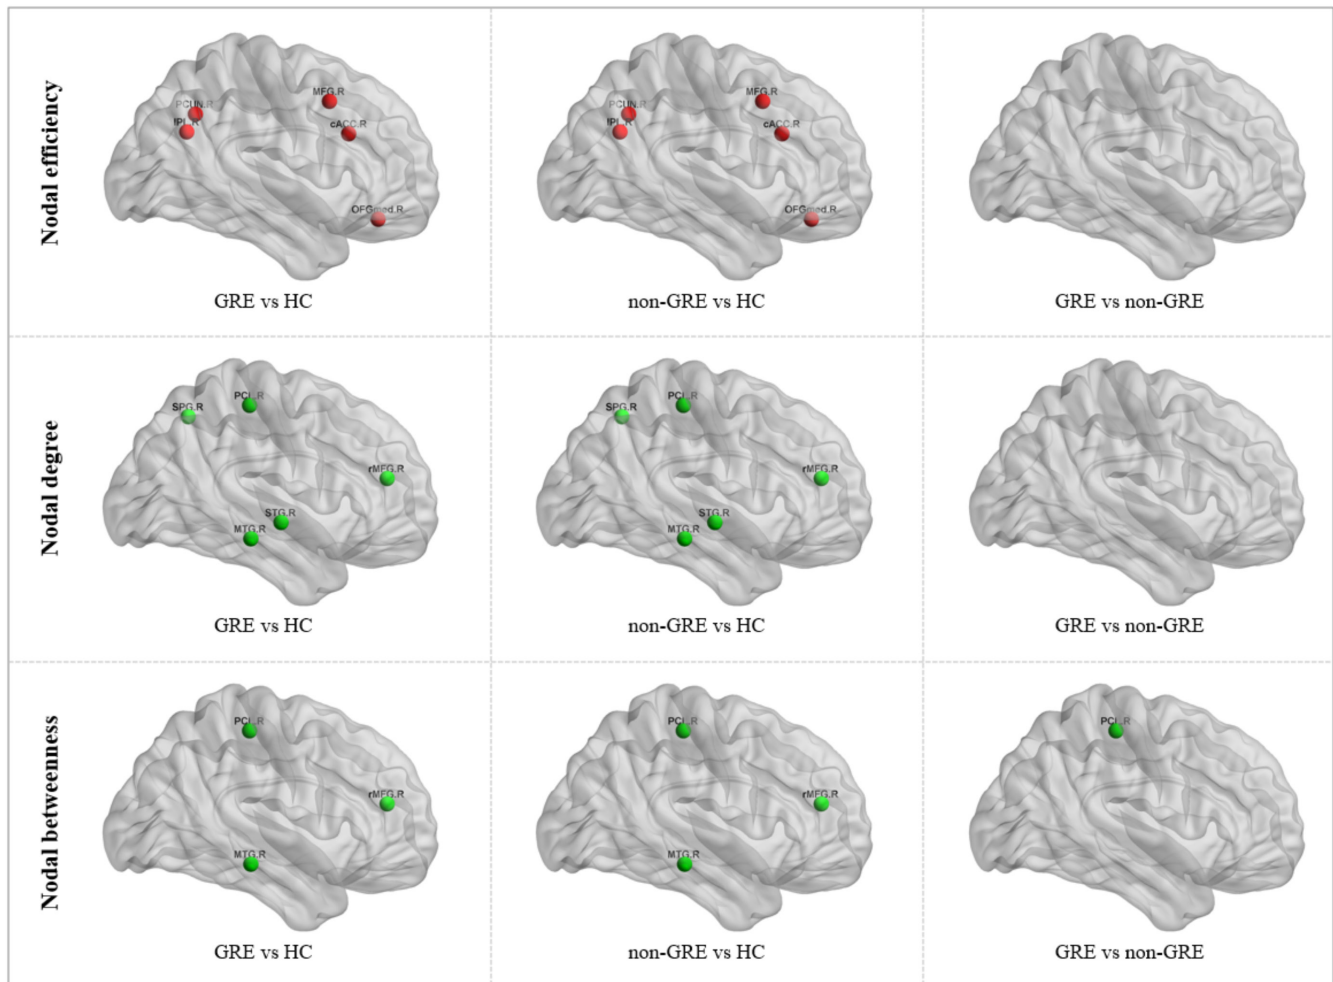 Nodal efficiency
MFG.R
PCUN.R
IPL.R
cACC.R
OFGmed.R
GRE vs HC
MFG.R
PCUN.R
IPL.R
cACC.R
OFGmed.R
non-GRE vs HC
GRE vs non-GRE
Nodal degree
PCL.R
SPG.R
rMFG.R
STG.R
MTG.R
GRE vs HC
PCL.R
SPG.R
rMFG.R
STG.R
MTG.R
non-GRE vs HC
GRE vs non-GRE
Nodal betweenness
PCL.R
rMFG.R
MTG.R
GRE vs HC
PCL.R
rMFG.R
MTG.R
non-GRE vs HC
PCL.R
GRE vs non-GRE